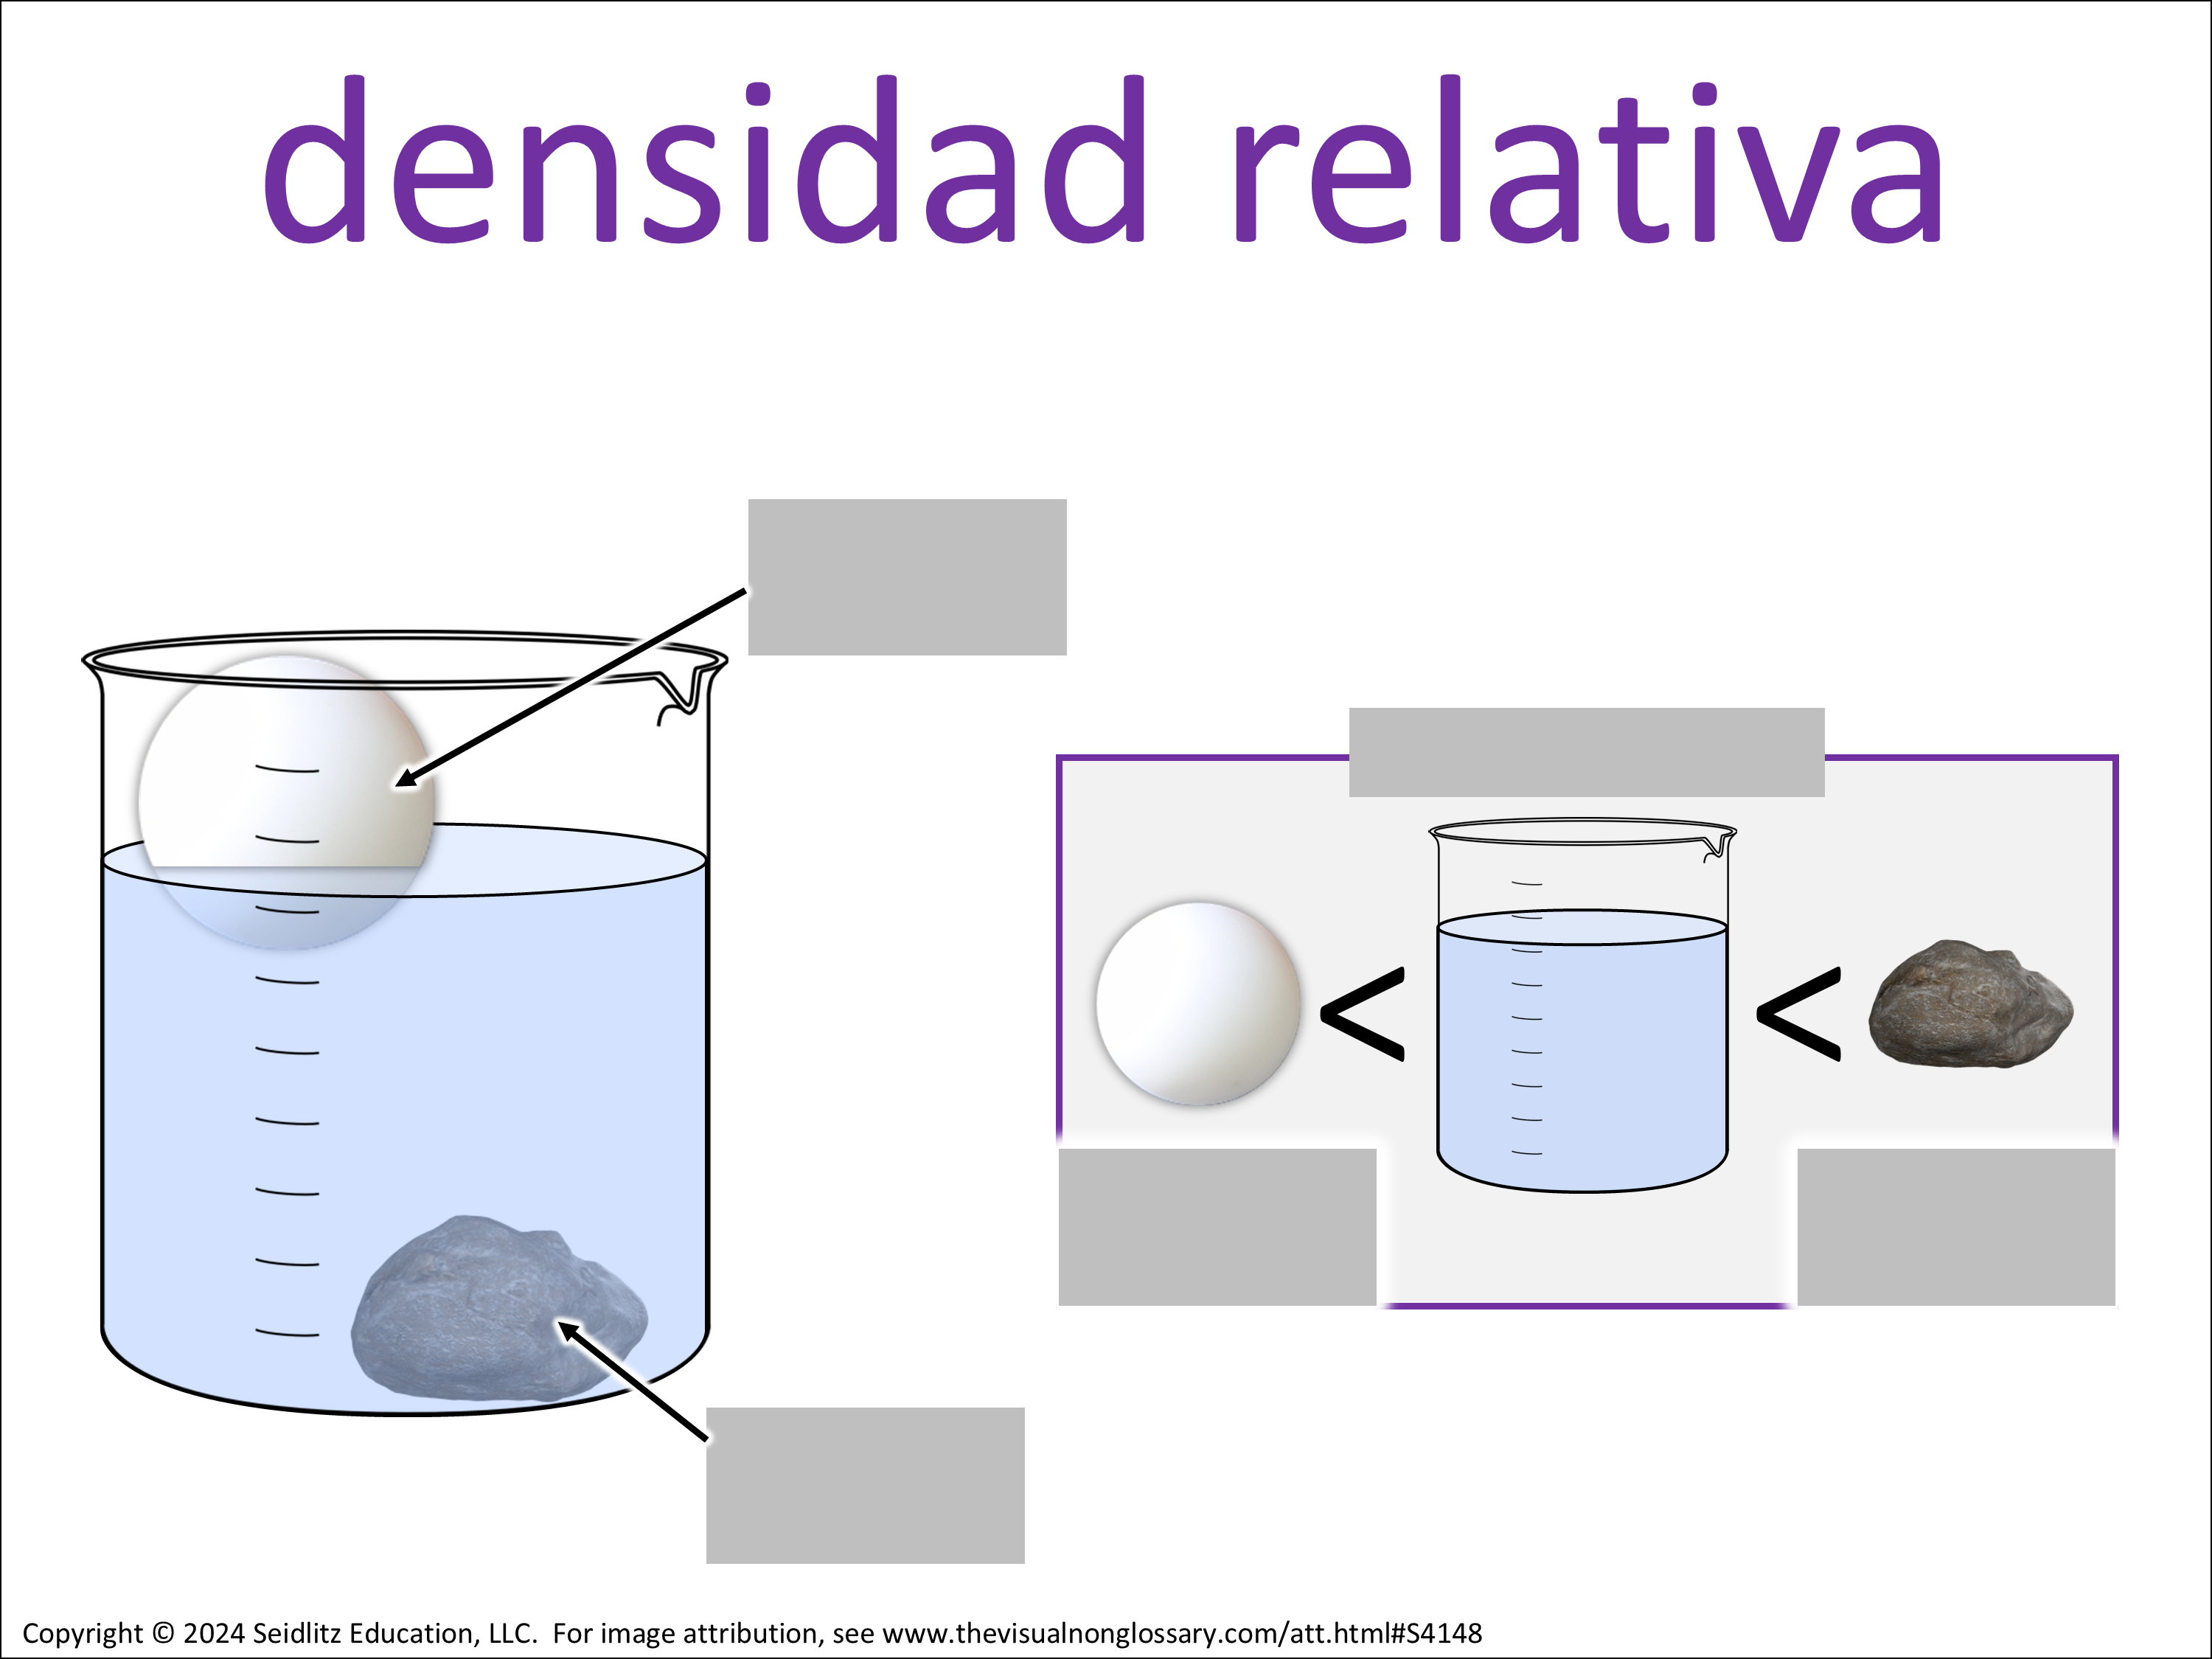 densidad relativa
<
<
Copyright © 2024 Seidlitz Education, LLC.  For image attribution, see www.thevisualnonglossary.com/att.html#S4148